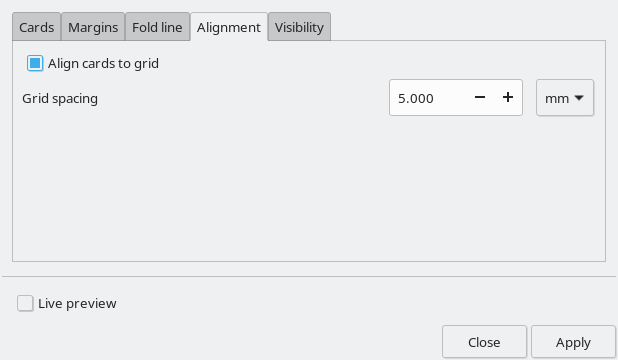 Cards Margins Fold line Alignment Visibility
Align cards to grid
Grid spacing 5.000 − + mm
Live preview
Close Apply